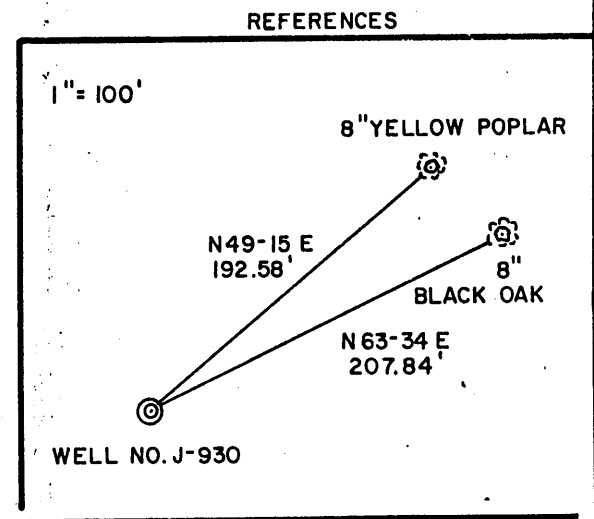 REFERENCES
1"= 100'
8" YELLOW POPLAR
N49-15 E
192.58'
8"
BLACK OAK
N 63-34 E
207.84'
WELL NO. J-930